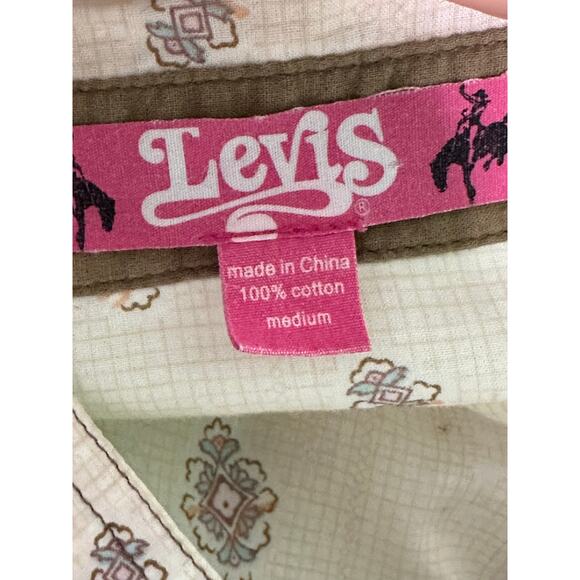 Levis
®
made in China
100% cotton
medium